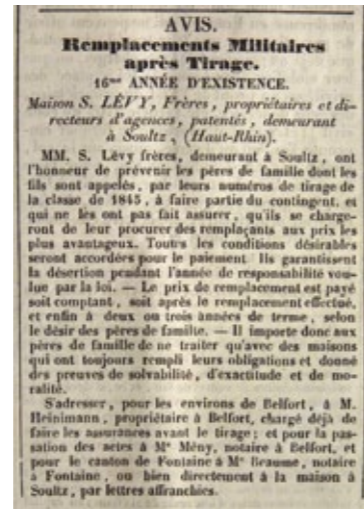 AVIS.
Remplacements Militaires
après Tirage.
16me ANNÉE D'EXISTENCE.
Maison S. LÉVY, Frères, propriétaires et di-
recteurs d'agences, patentés, demeurant
à Soultz, (Haut-Rhin).
MM. S. Lévy frères, demeurant à Soultz, ont
l'honneur de prévenir les pères de famille dont les
fils sont appelés, par leurs numéros de tirage de
la classe de 1845, à faire partie du contingent, et
qui ne les ont pas fait assurer, qu'ils se charge-
ront de leur procurer des remplaçants aux prix les
plus avantageux. Toutes les conditions désirables
seront accordées pour le paiement Ils garantissent
la désertion pendant l'année de responsabilité vou-
lue par la loi. — Le prix de remplacement est payé
soit comptant, soit après le remplacement effectué,
et enfin à deux ou trois années de terme, selon
le désir des pères de famille. — Il importe donc aux
pères de famille de ne traiter qu'avec des maisons
qui ont toujours rempli leurs obligations et donné
des preuves de solvabilité, d'exactitude et de mo-
ralité.
S'adresser, pour les environs de Belfort, à M.
Heinimann, propriétaire à Belfort, chargé déjà de
faire les assurances avant le tirage; et pour la pas-
sation des actes à Me Mény, notaire à Belfort, et
pour le canton de Fontaine à Me Beaume, notaire
à Fontaine, ou bien directement à la maison à
Soultz, par lettres affranchies.